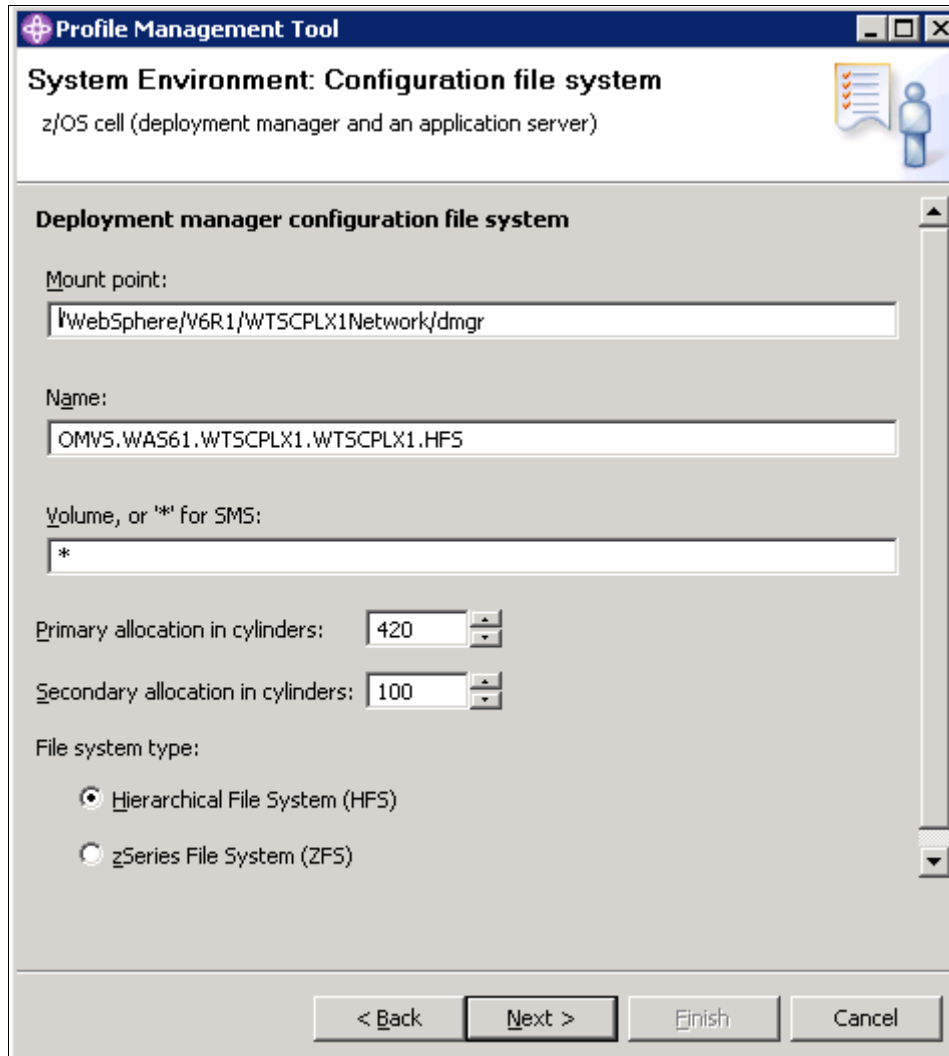 Profile Management Tool
System Environment: Configuration file system
z/OS cell (deployment manager and an application server)
Deployment manager configuration file system
Mount point:
/WebSphere/V6R1/WTSCPLX1Network/dmgr
Name:
OMVS.WAS61.WTSCPLX1.WTSCPLX1.HFS
Volume, or '*' for SMS:
*
Primary allocation in cylinders: 420
Secondary allocation in cylinders: 100
File system type:
Hierarchical File System (HFS)
zSeries File System (ZFS)
< Back Next > Finish Cancel